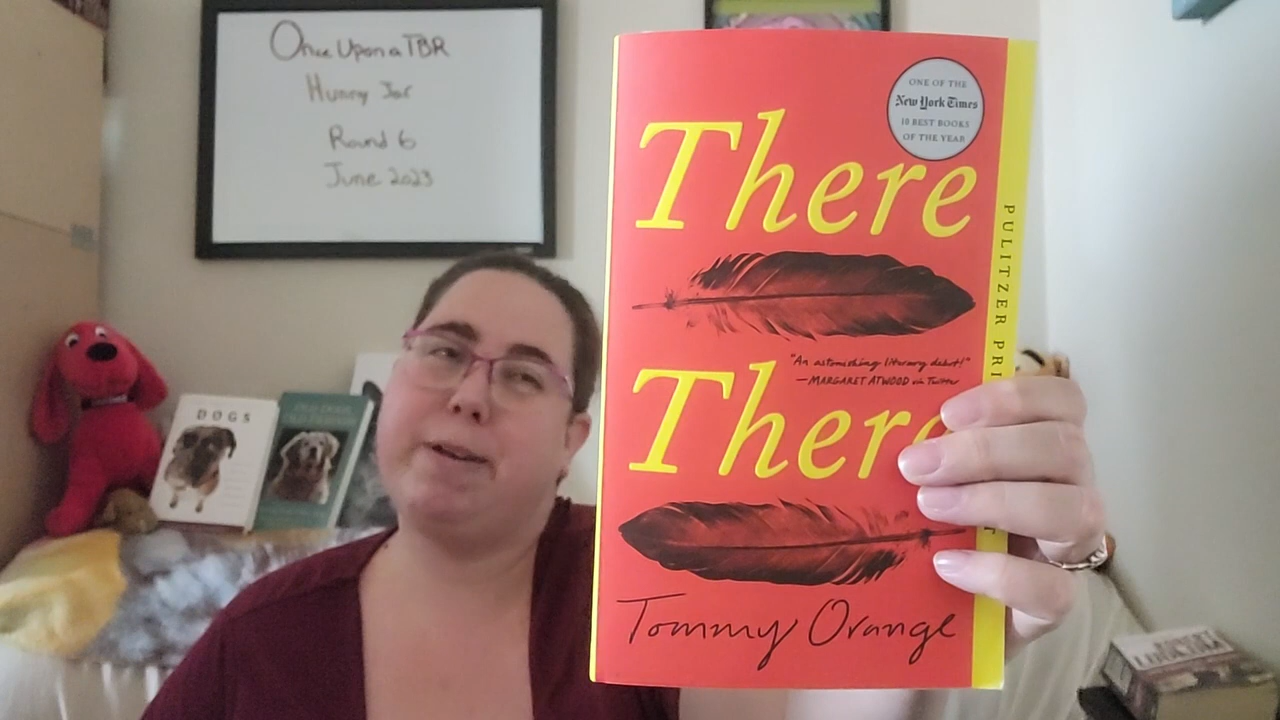 Once Upon a TBR
Hunny Jar
Round 6
June 2023
DOGS
ONE OF THE
New York Times
10 BEST BOOKS
OF THE YEAR
There
"An astonishing literary debut!"
—MARGARET ATWOOD via Twitter
There
Tommy Orange
PULITZER PRI